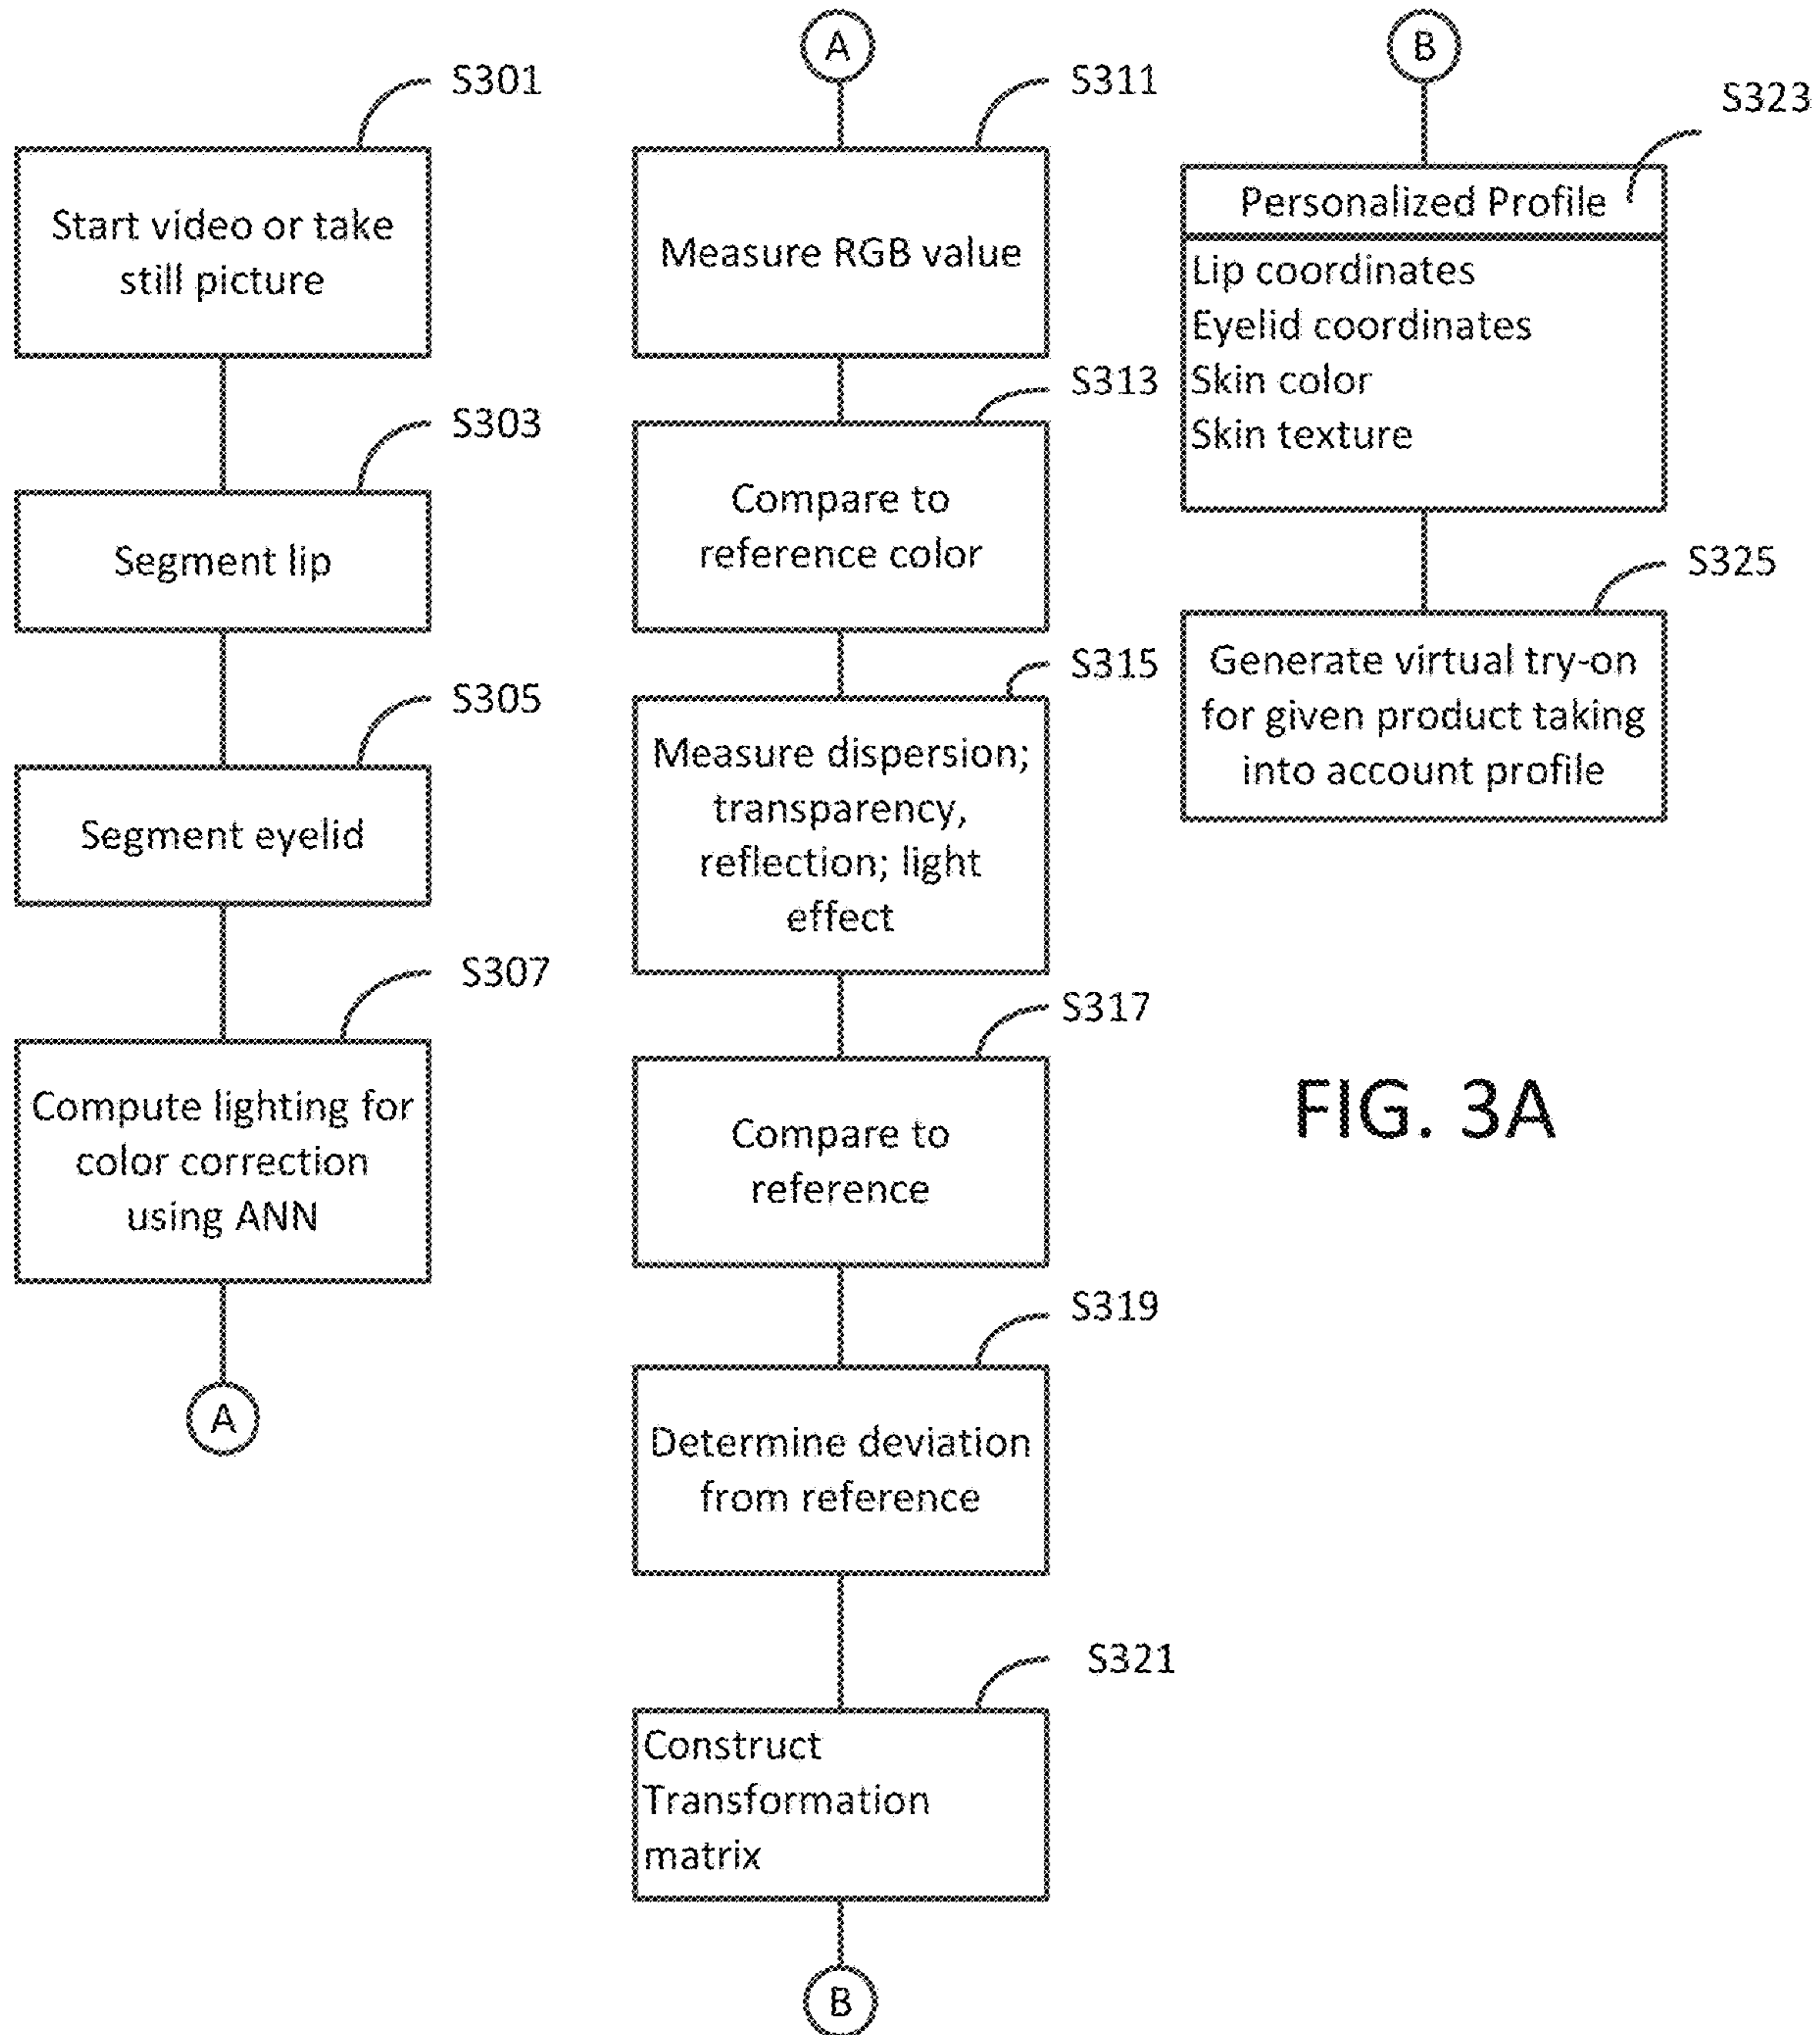 S301
Start video or take
still picture
S303
Segment lip
S305
Segment eyelid
S307
Compute lighting for
color correction
using ANN
A
A
S311
Measure RGB value
S313
Compare to
reference color
S315
Measure dispersion;
transparency,
reflection; light
effect
S317
Compare to
reference
S319
Determine deviation
from reference
S321
Construct
Transformation
matrix
B
B
S323
Personalized Profile
Lip coordinates
Eyelid coordinates
Skin color
Skin texture
S325
Generate virtual try-on
for given product taking
into account profile
FIG. 3A